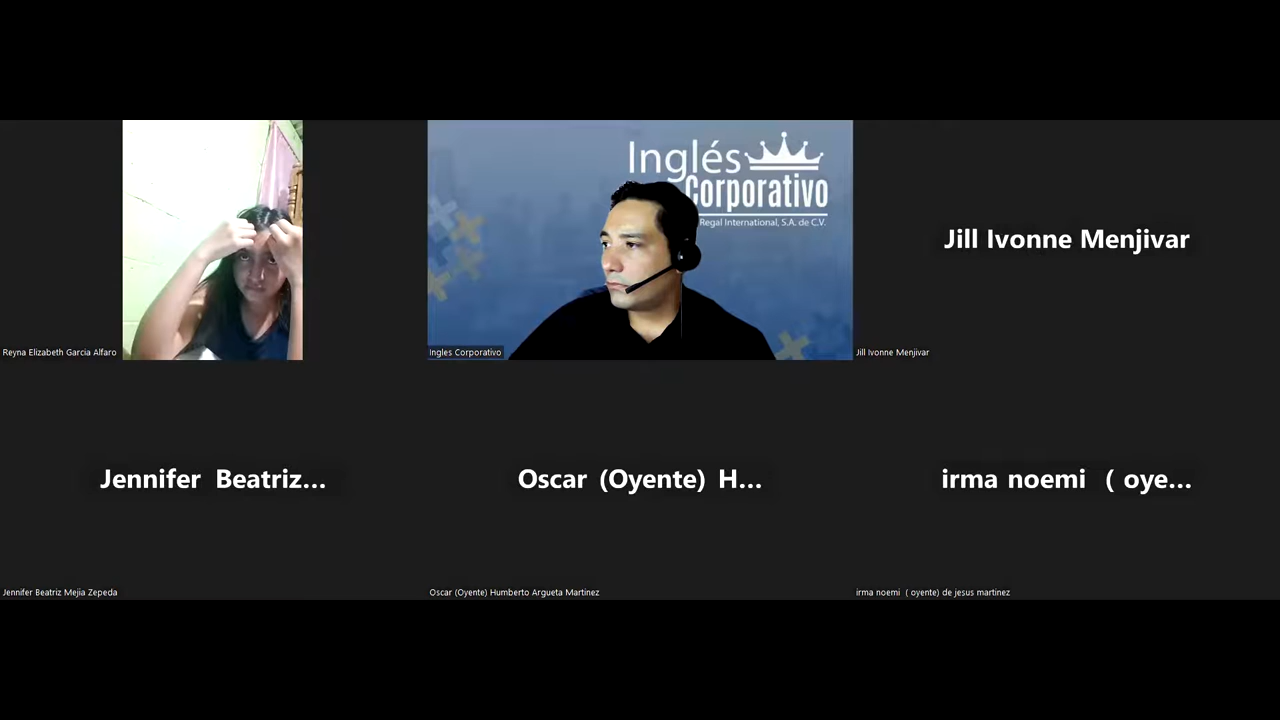 Inglés
Corporativo
Regal International, S.A. de C.V.
Jill Ivonne Menjivar
Reyna Elizabeth Garcia Alfaro
Ingles Corporativo
Jill Ivonne Menjivar
Jennifer Beatriz...
Oscar (Oyente) H...
irma noemi ( oye...
Jennifer Beatriz Mejia Zepeda
Oscar (Oyente) Humberto Argueta Martinez
irma noemi ( oyente) de jesus martinez